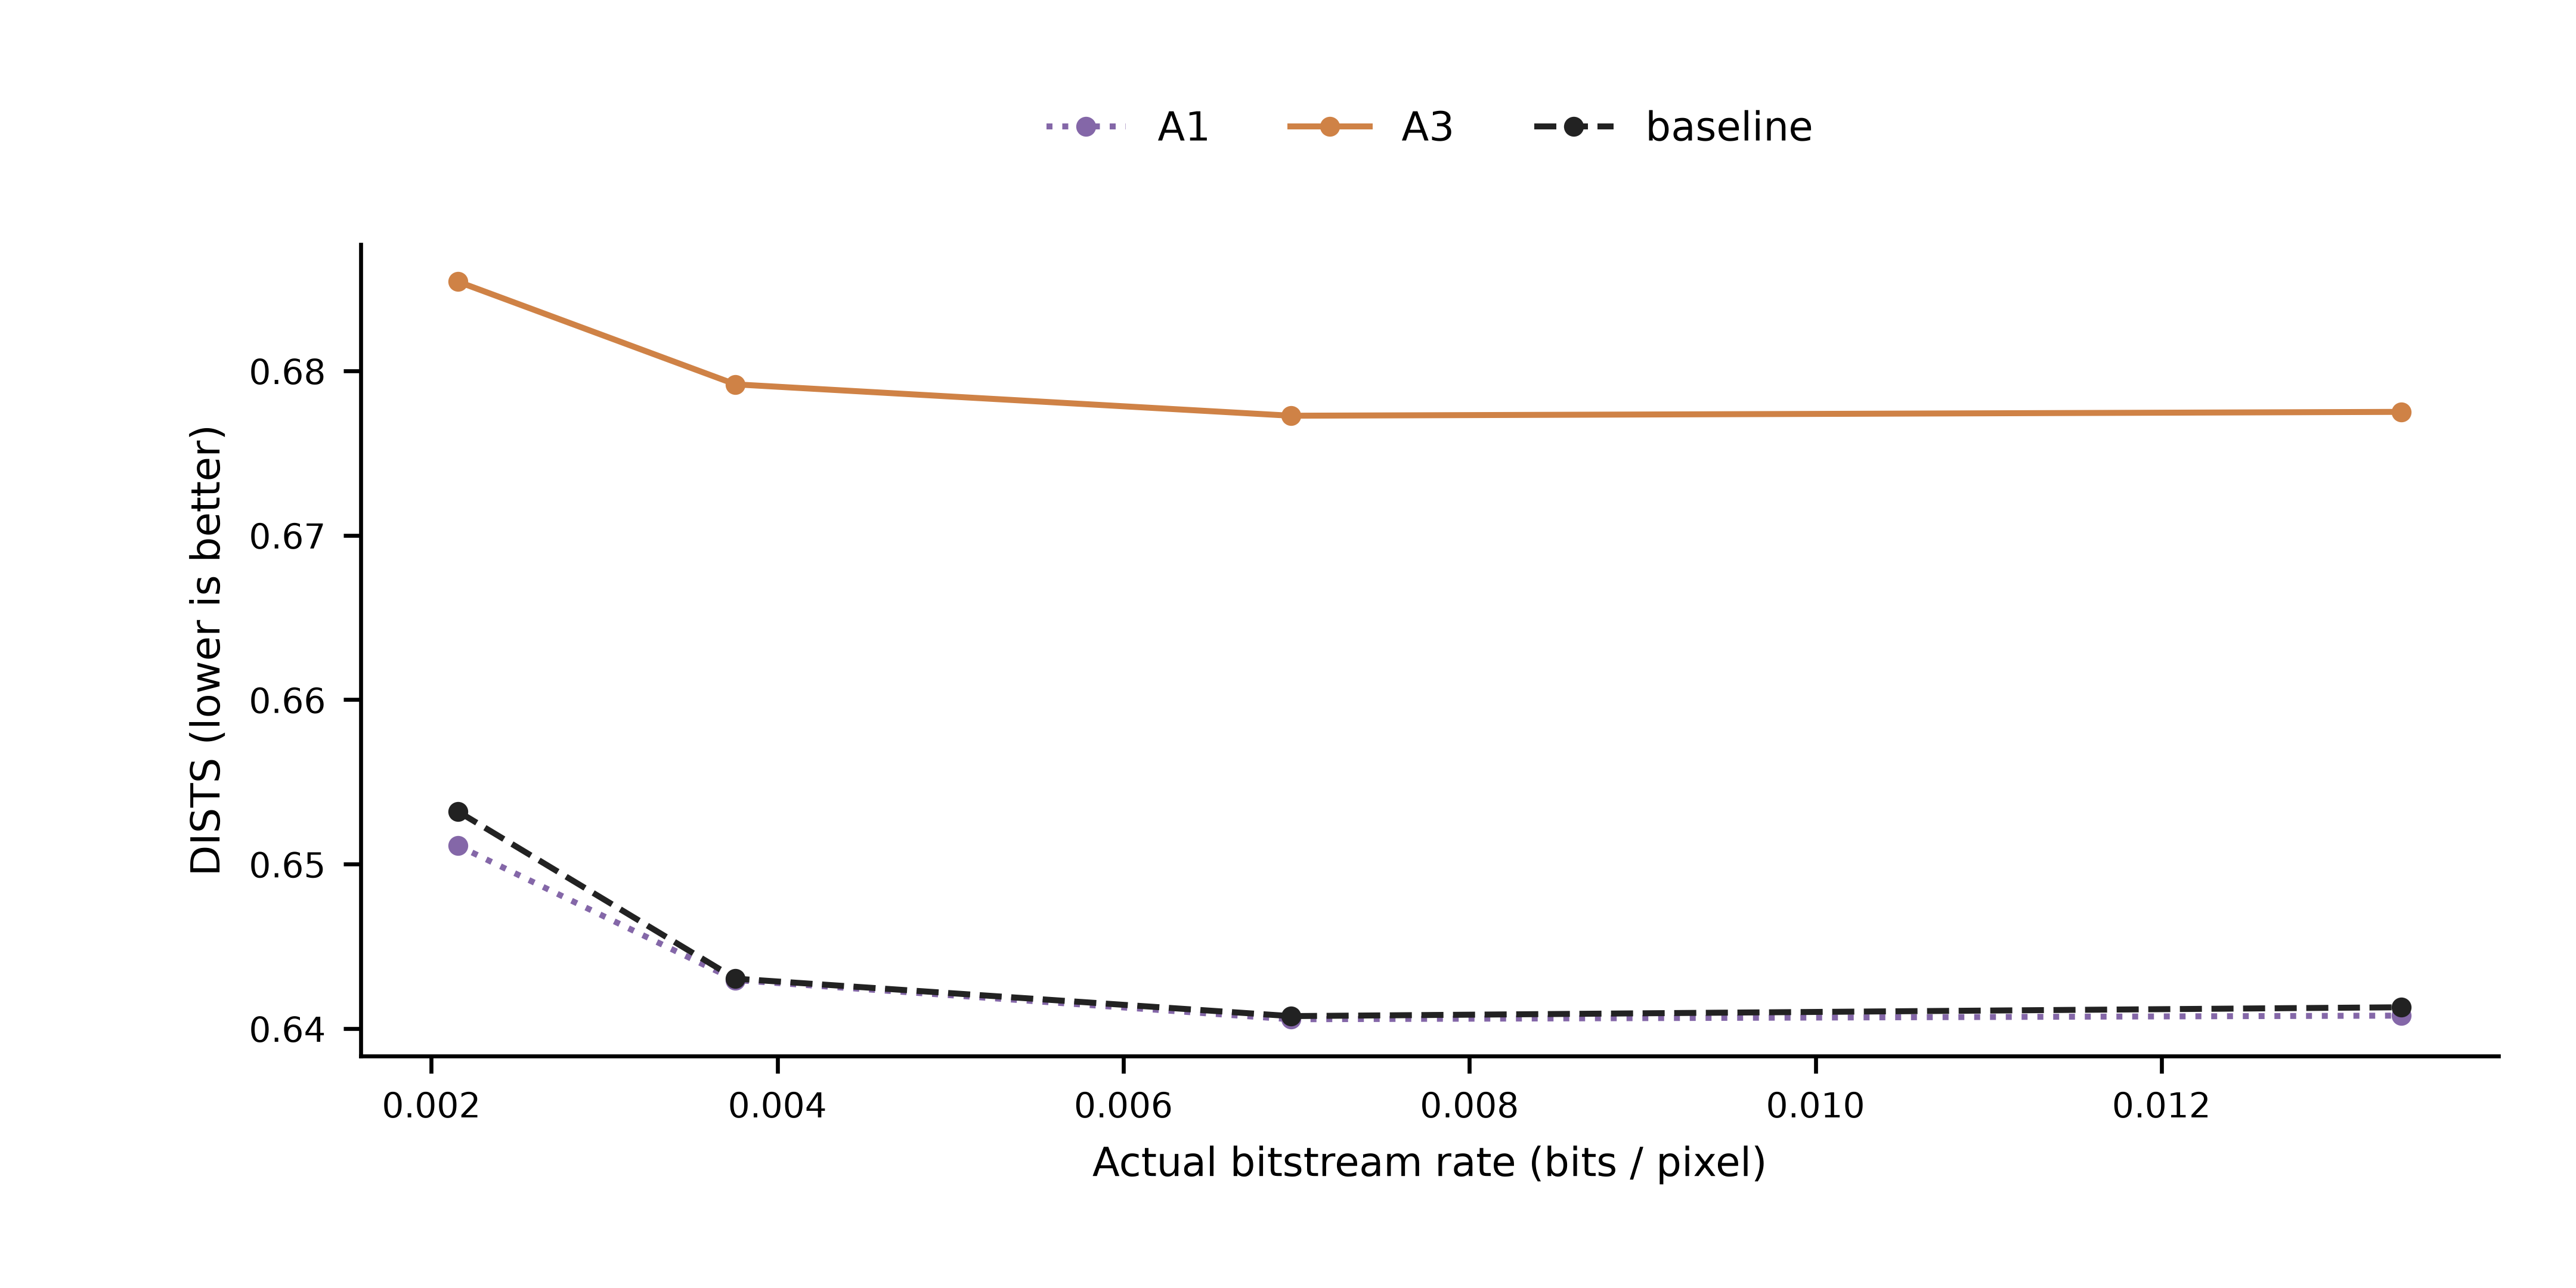 A1 A3 baseline
DISTS (lower is better)
0.68
0.67
0.66
0.65
0.64
0.002 0.004 0.006 0.008 0.010 0.012
Actual bitstream rate (bits / pixel)